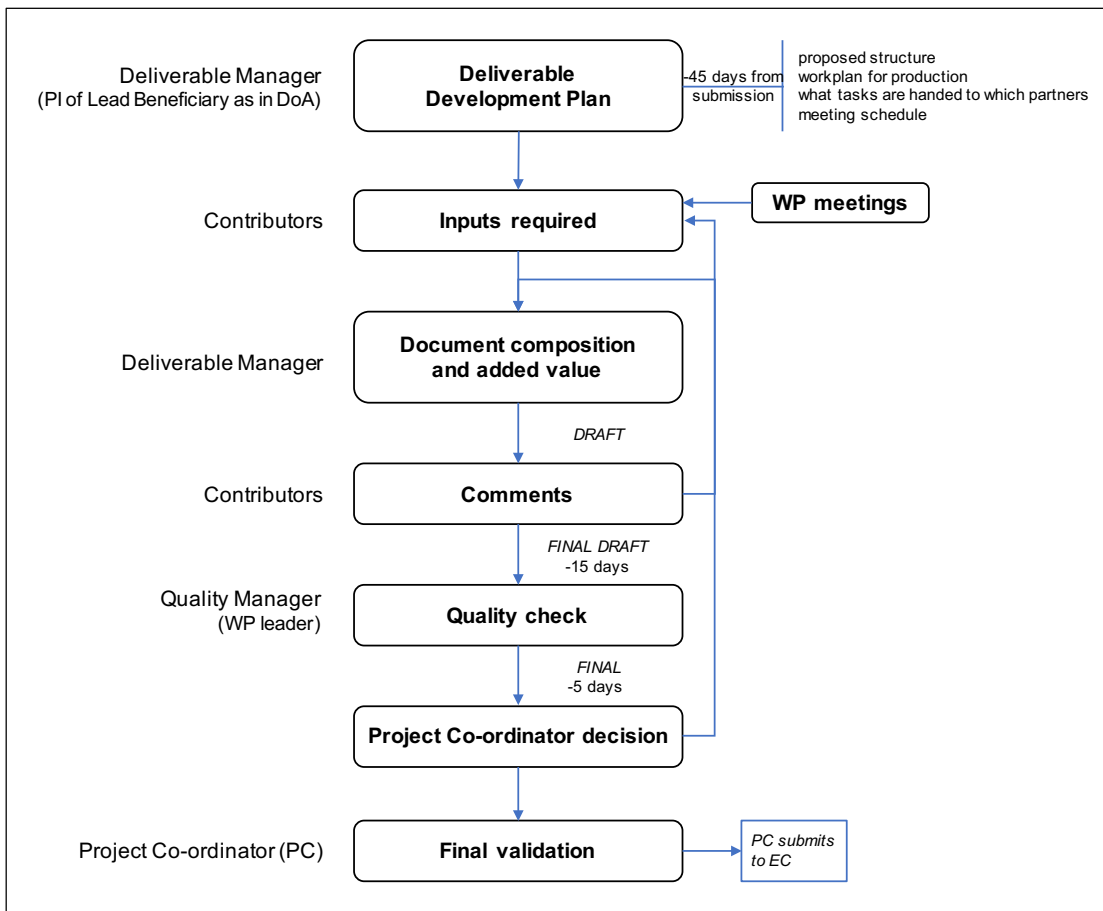 Deliverable Manager
(PI of Lead Beneficiary as in DoA)
Deliverable
Development Plan
-45 days from
submission
proposed structure
workplan for production
what tasks are handed to which partners
meeting schedule
Contributors
Inputs required
WP meetings
Deliverable Manager
Document composition
and added value
DRAFT
Contributors
Comments
FINAL DRAFT
-15 days
Quality Manager
(WP leader)
Quality check
FINAL
-5 days
Project Co-ordinator decision
Project Co-ordinator (PC)
Final validation
PC submits
to EC